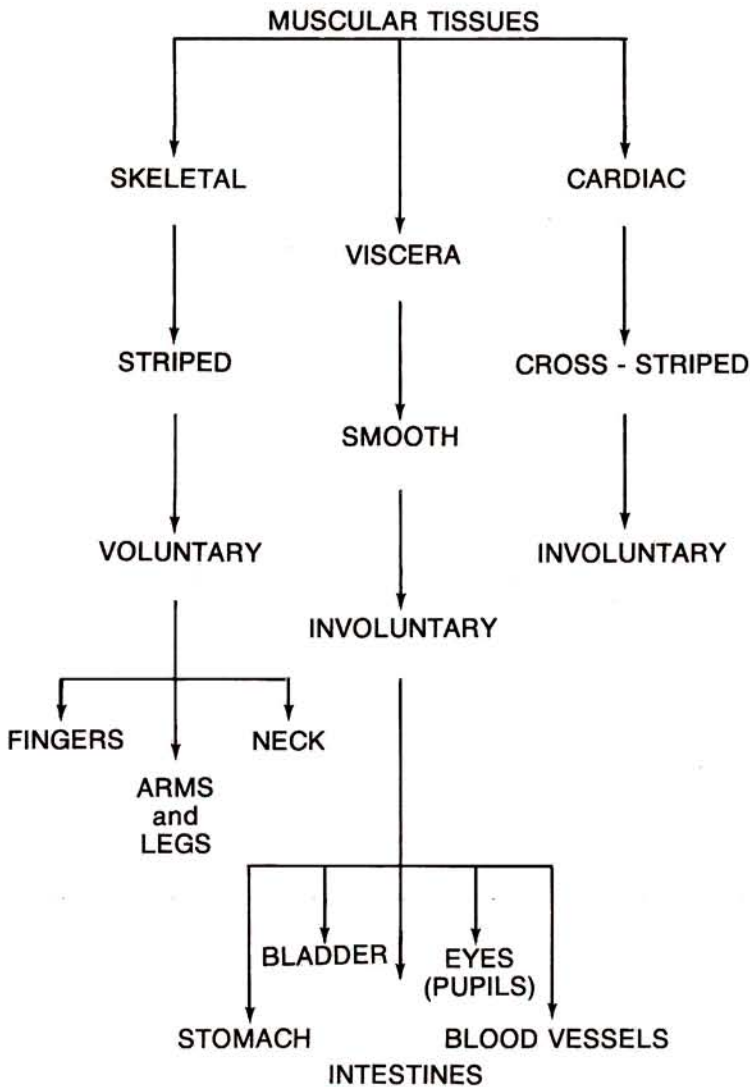 MUSCULAR TISSUES
SKELETAL
CARDIAC
VISCERA
STRIPED
CROSS - STRIPED
SMOOTH
VOLUNTARY
INVOLUNTARY
INVOLUNTARY
FINGERS
NECK
ARMS
and
LEGS
BLADDER
EYES
(PUPILS)
STOMACH
BLOOD VESSELS
INTESTINES